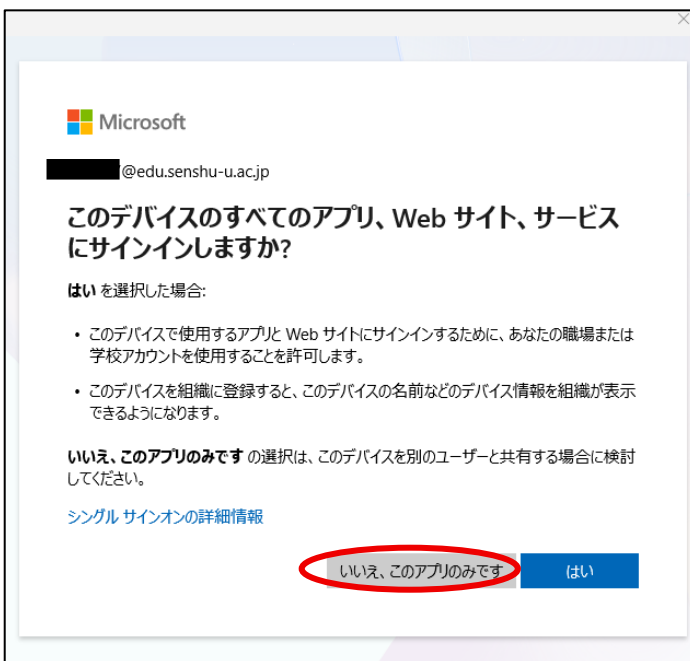 Microsoft
@edu.senshu-u.ac.jp
このデバイスのすべてのアプリ、Web サイト、サービス
にサインインしますか?
はい を選択した場合:
• このデバイスで使用するアプリと Web サイトにサインインするために、あなたの職場または
学校アカウントを使用することを許可します。
• このデバイスを組織に登録すると、このデバイスの名前などのデバイス情報を組織が表示
できるようになります。
いいえ、このアプリのみです の選択は、このデバイスを別のユーザーと共有する場合に検討
してください。
シングル サインオンの詳細情報
いいえ、このアプリのみです はい